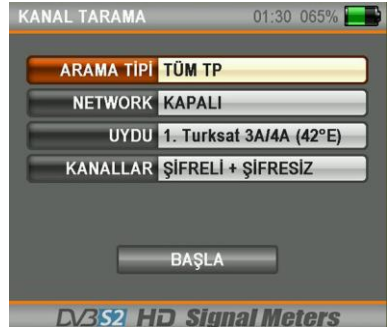 KANAL TARAMA 01:30 065%
ARAMA TİPİ TÜM TP
NETWORK KAPALI
UYDU 1. Turksat 3A/4A (42°E)
KANALLAR ŞİFRELİ + ŞİFRESİZ
BAŞLA
DVB S2 HD Signal Meters